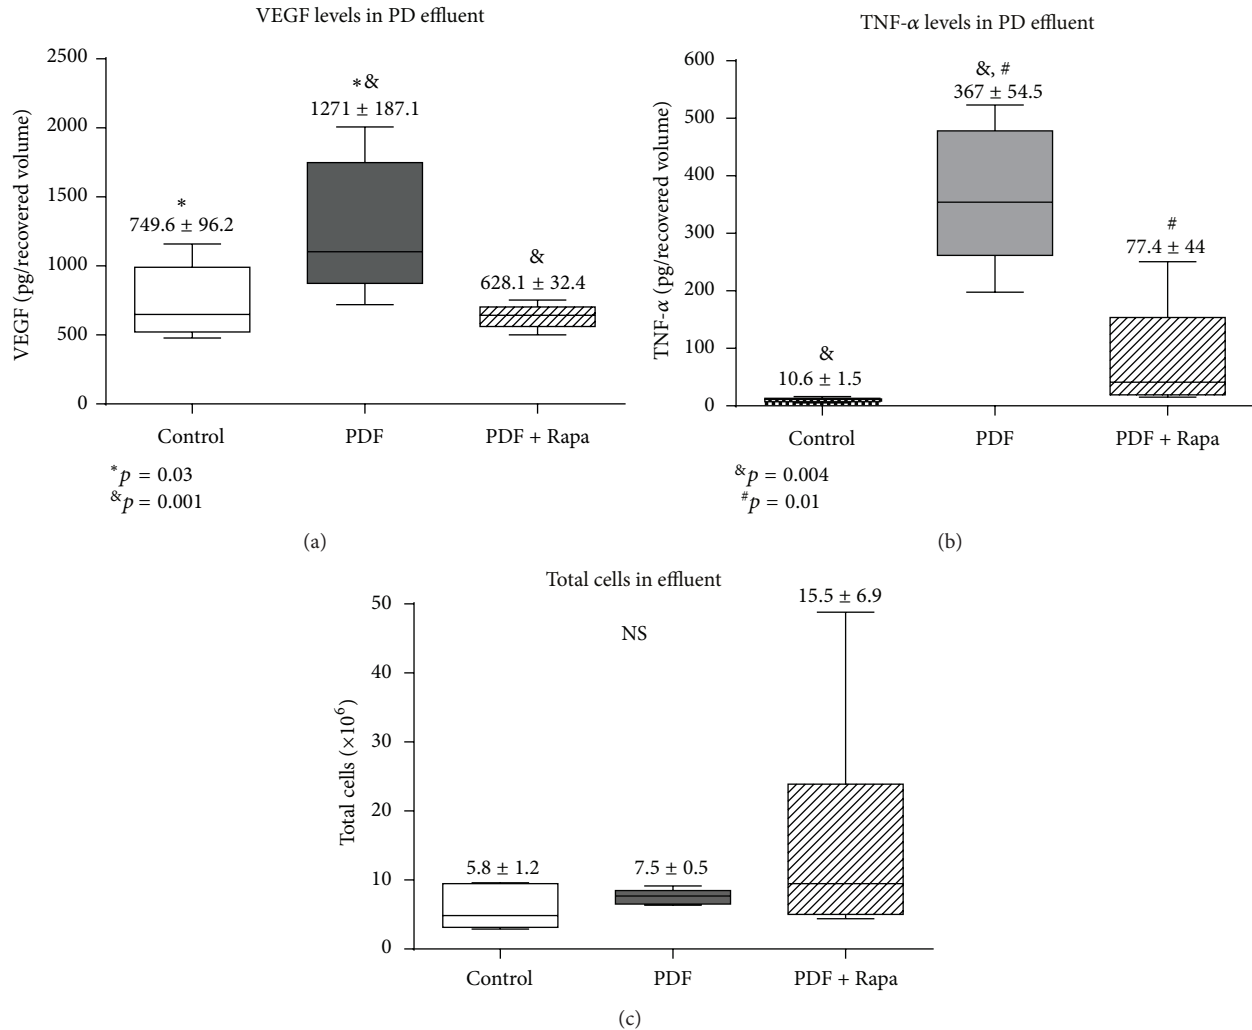 VEGF levels in PD effluent
VEGF (pg/recovered volume)
2500
2000
1500
1000
500
0
*
749.6 ± 96.2
*&
1271 ± 187.1
&
628.1 ± 32.4
Control
PDF
PDF + Rapa
*p = 0.03
&p = 0.001
(a)
TNF-α levels in PD effluent
TNF-α (pg/recovered volume)
600
500
400
300
200
100
0
&
10.6 ± 1.5
&, #
367 ± 54.5
#
77.4 ± 44
Control
PDF
PDF + Rapa
&p = 0.004
#p = 0.01
(b)
Total cells in effluent
Total cells (×10⁶)
50
40
30
20
10
0
NS
5.8 ± 1.2
7.5 ± 0.5
15.5 ± 6.9
Control
PDF
PDF + Rapa
(c)